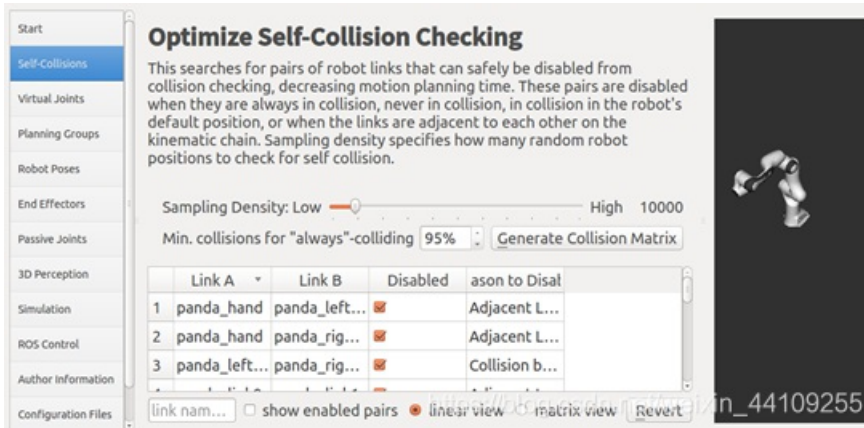 Start
Self-Collisions
Virtual Joints
Planning Groups
Robot Poses
End Effectors
Passive Joints
3D Perception
Simulation
ROS Control
Author Information
Configuration Files
Optimize Self-Collision Checking
This searches for pairs of robot links that can safely be disabled from
collision checking, decreasing motion planning time. These pairs are disabled
when they are always in collision, never in collision, in collision in the robot's
default position, or when the links are adjacent to each other on the
kinematic chain. Sampling density specifies how many random robot
positions to check for self collision.
Sampling Density: Low High 10000
Min. collisions for "always"-colliding 95% Generate Collision Matrix
Link A Link B Disabled ason to Disal
1 panda_hand panda_left... Adjacent L...
2 panda_hand panda_rig... Adjacent L...
3 panda_left... panda_rig... Collision b...
link nam... show enabled pairs linear view matrix view Revert
https://blog.csdn.net/weixin_44109255